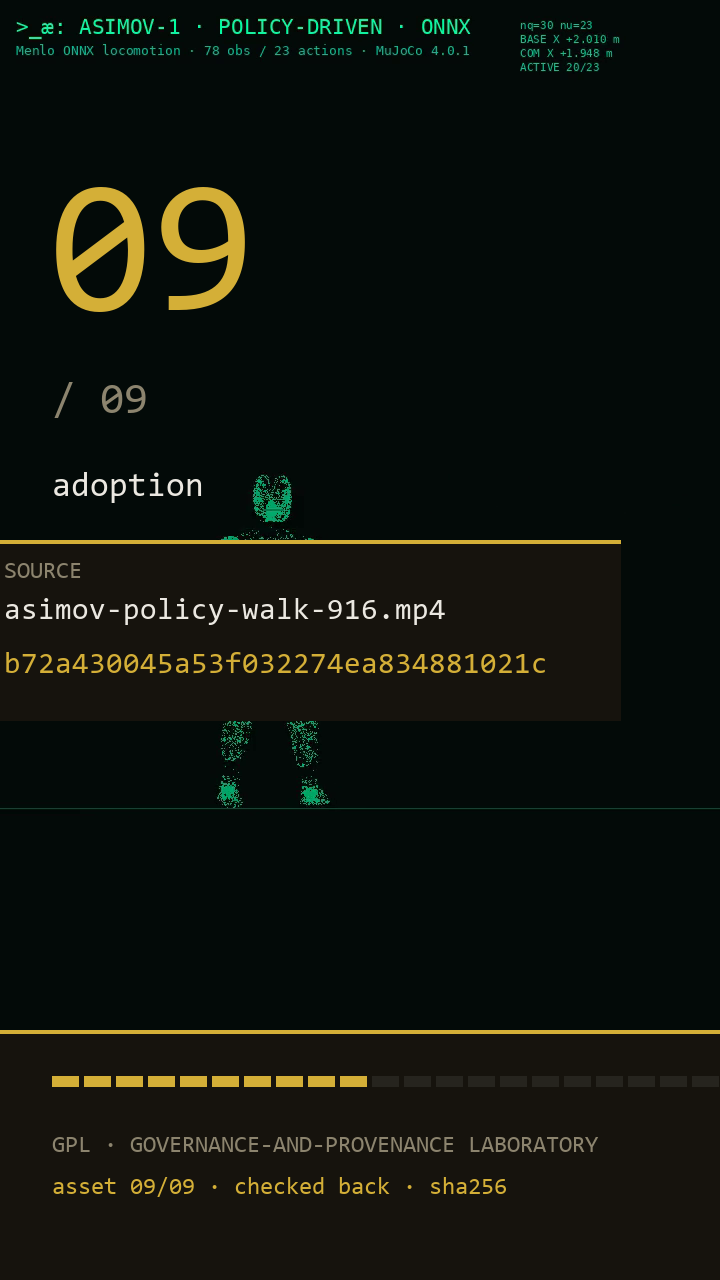 >_æ: ASIMOV-1 · POLICY-DRIVEN · ONNX
Menlo ONNX locomotion · 78 obs / 23 actions · MuJoCo 4.0.1
nq=30 nu=23
BASE X +2.010 m
COM X +1.948 m
ACTIVE 20/23
09
/ 09
adoption
SOURCE
asimov-policy-walk-916.mp4
b72a430045a53f032274ea834881021c
GPL · GOVERNANCE-AND-PROVENANCE LABORATORY
asset 09/09 · checked back · sha256